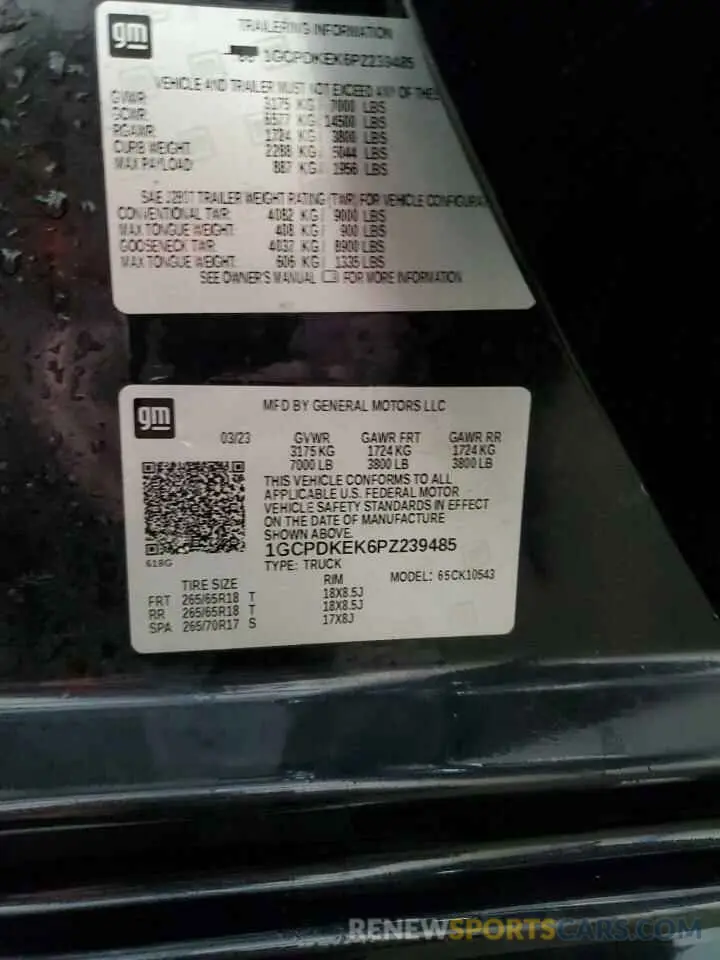 gm
TRAILERING INFORMATION
1GCPDKEK6PZ239485
VEHICLE AND TRAILER MUST NOT EXCEED ANY OF THE
GVWR: 3175 KG 7000 LBS
GCWR: 6577 KG 14500 LBS
RGAWR: 1724 KG 3800 LBS
CURB WEIGHT: 2288 KG 5044 LBS
MAX PAYLOAD: 887 KG 1956 LBS
SAE J2807 TRAILER WEIGHT RATING (TWR) FOR VEHICLE CONFIGURA
CONVENTIONAL TWR: 4082 KG 9000 LBS
MAX TONGUE WEIGHT: 408 KG 900 LBS
GOOSENECK TWR: 4037 KG 8900 LBS
MAX TONGUE WEIGHT: 606 KG 1335 LBS
SEE OWNER'S MANUAL FOR MORE INFORMATION
gm
MFD BY GENERAL MOTORS LLC
03/23 GVWR GAWR FRT GAWR RR
3175 KG 1724 KG 1724 KG
7000 LB 3800 LB 3800 LB
THIS VEHICLE CONFORMS TO ALL
APPLICABLE U.S. FEDERAL MOTOR
VEHICLE SAFETY STANDARDS IN EFFECT
ON THE DATE OF MANUFACTURE
SHOWN ABOVE.
1GCPDKEK6PZ239485
618G
TYPE: TRUCK
MODEL: 65CK10543
TIRE SIZE RIM
FRT 265/65R18 T 18X8.5J
RR 265/65R18 T 18X8.5J
SPA 265/70R17 S 17X8J
RENEWSPORTSCARS.COM